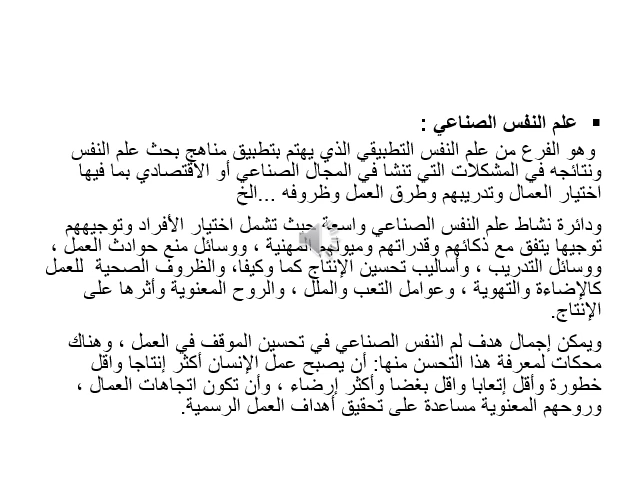 ▪ علم النفس الصناعي :
وهو الفرع من علم النفس التطبيقي الذي يهتم بتطبيق مناهج بحث علم النفس
ونتائجه في المشكلات التي تنشا في المجال الصناعي أو الاقتصادي بما فيها
اختيار العمال وتدريبهم وطرق العمل وظروفه ...الخ
ودائرة نشاط علم النفس الصناعي واسعة حيث تشمل اختيار الأفراد وتوجيههم
توجيها يتفق مع ذكائهم وقدراتهم وميولهم المهنية ، ووسائل منع حوادث العمل ،
ووسائل التدريب ، وأساليب تحسين الإنتاج كما وكيفا، والظروف الصحية للعمل
كالإضاءة والتهوية ، وعوامل التعب والملل ، والروح المعنوية وأثرها على
الإنتاج.
ويمكن إجمال هدف لم النفس الصناعي في تحسين الموقف في العمل ، وهناك
محكات لمعرفة هذا التحسن منها: أن يصبح عمل الإنسان أكثر إنتاجا واقل
خطورة وأقل إتعابا واقل بغضا وأكثر إرضاء ، وأن تكون اتجاهات العمال ،
وروحهم المعنوية مساعدة على تحقيق أهداف العمل الرسمية.